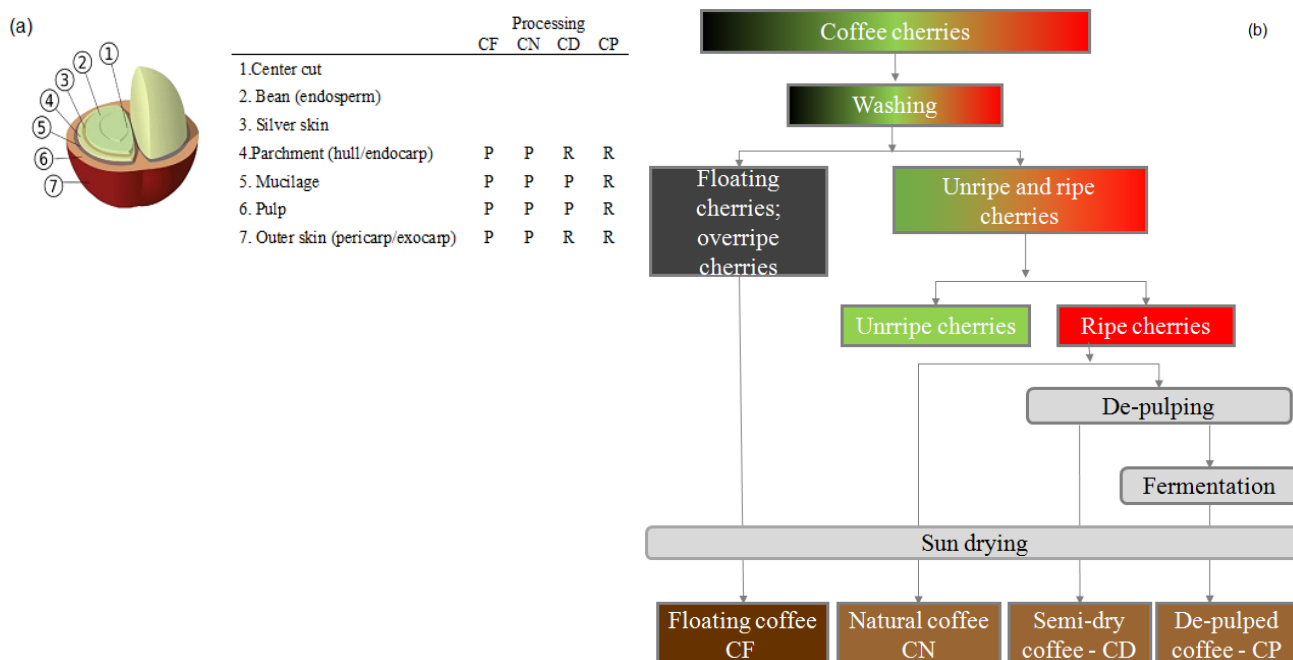 (a)
Processing
CF CN CD CP
1.Center cut
2. Bean (endosperm)
3. Silver skin
4.Parchment (hull/endocarp) P P R R
5. Mucilage P P P R
6. Pulp P P P R
7. Outer skin (pericarp/exocarp) P P R R
1
2
3
4
5
6
7
(b)
Coffee cherries
Washing
Floating
cherries;
overripe
cherries
Unripe and ripe
cherries
Unrripe cherries
Ripe cherries
De-pulping
Fermentation
Sun drying
Floating coffee
CF
Natural coffee
CN
Semi-dry
coffee - CD
De-pulped
coffee - CP